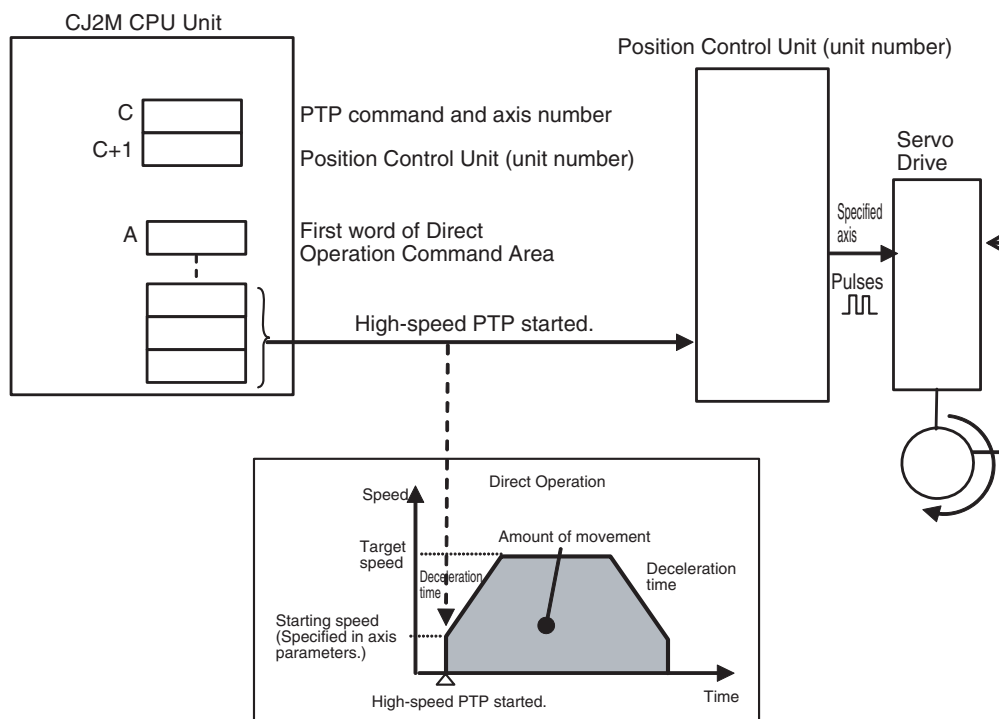 CJ2M CPU Unit
Position Control Unit (unit number)
C
PTP command and axis number
C+1
Position Control Unit (unit number)
Servo
Drive
A
First word of Direct
Operation Command Area
Specified
axis
Pulses
High-speed PTP started.
Direct Operation
Speed
Amount of movement
Target
speed
Deceleration
time
Deceleration
time
Starting speed
(Specified in axis
parameters.)
Time
High-speed PTP started.